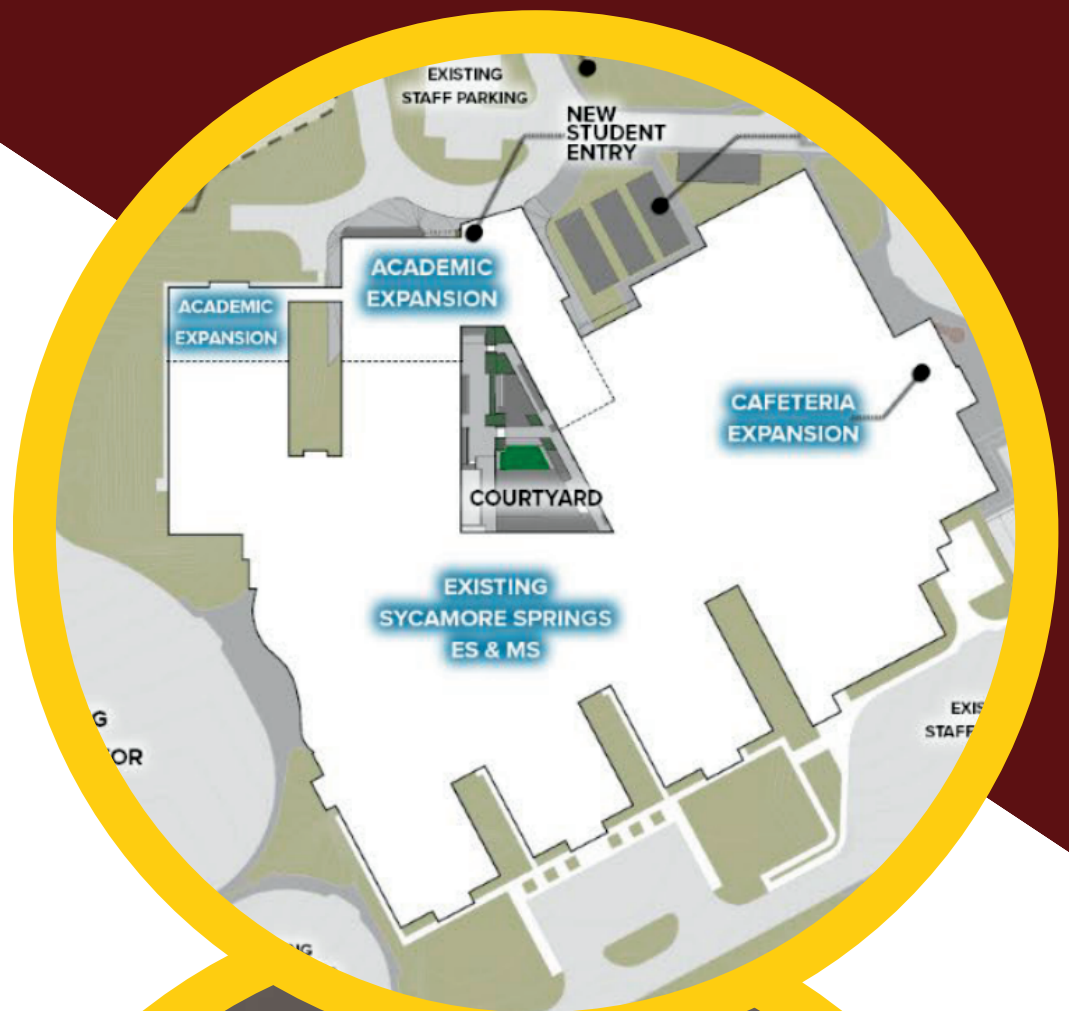 EXISTING
STAFF PARKING
NEW
STUDENT
ENTRY
ACADEMIC
EXPANSION
ACADEMIC
EXPANSION
CAFETERIA
EXPANSION
COURTYARD
EXISTING
SYCAMORE SPRINGS
ES & MS